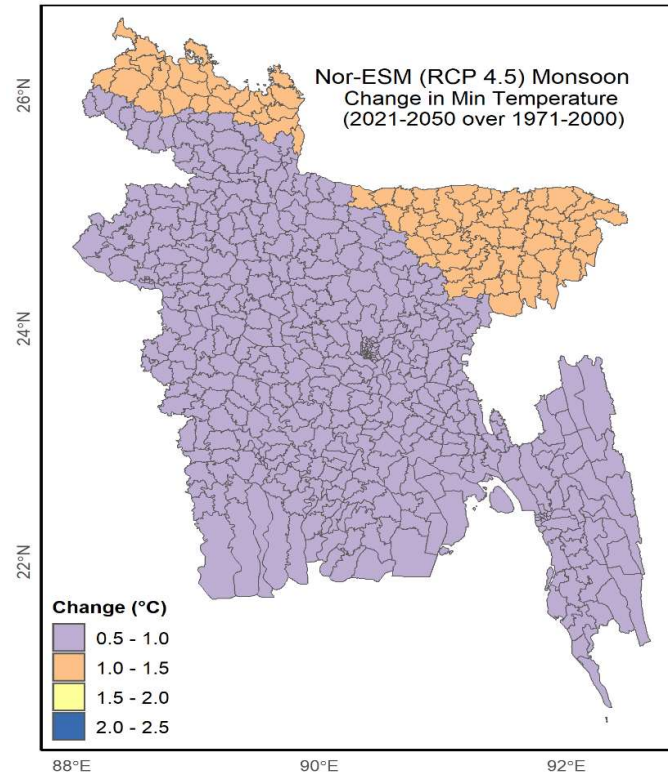 Nor-ESM (RCP 4.5) Monsoon
Change in Min Temperature
(2021-2050 over 1971-2000)
26°N
24°N
22°N
Change (°C)
0.5 - 1.0
1.0 - 1.5
1.5 - 2.0
2.0 - 2.5
88°E 90°E 92°E